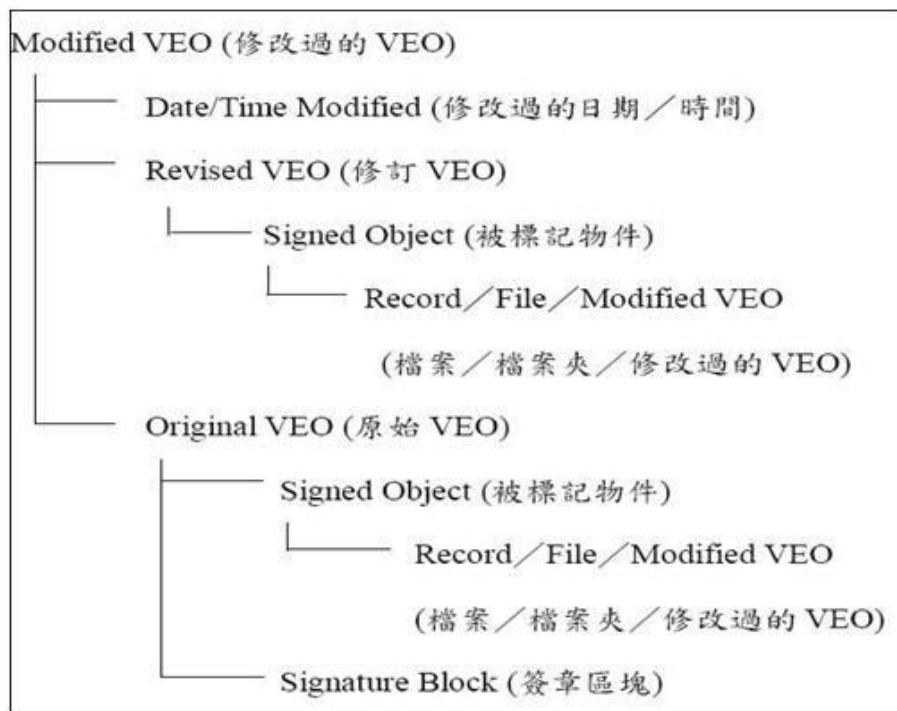 Modified VEO (修改過的 VEO)
Date/Time Modified (修改過的日期／時間)
Revised VEO (修訂 VEO)
Signed Object (被標記物件)
Record／File／Modified VEO
(檔案／檔案夾／修改過的 VEO)
Original VEO (原始 VEO)
Signed Object (被標記物件)
Record／File／Modified VEO
(檔案／檔案夾／修改過的 VEO)
Signature Block (簽章區塊)